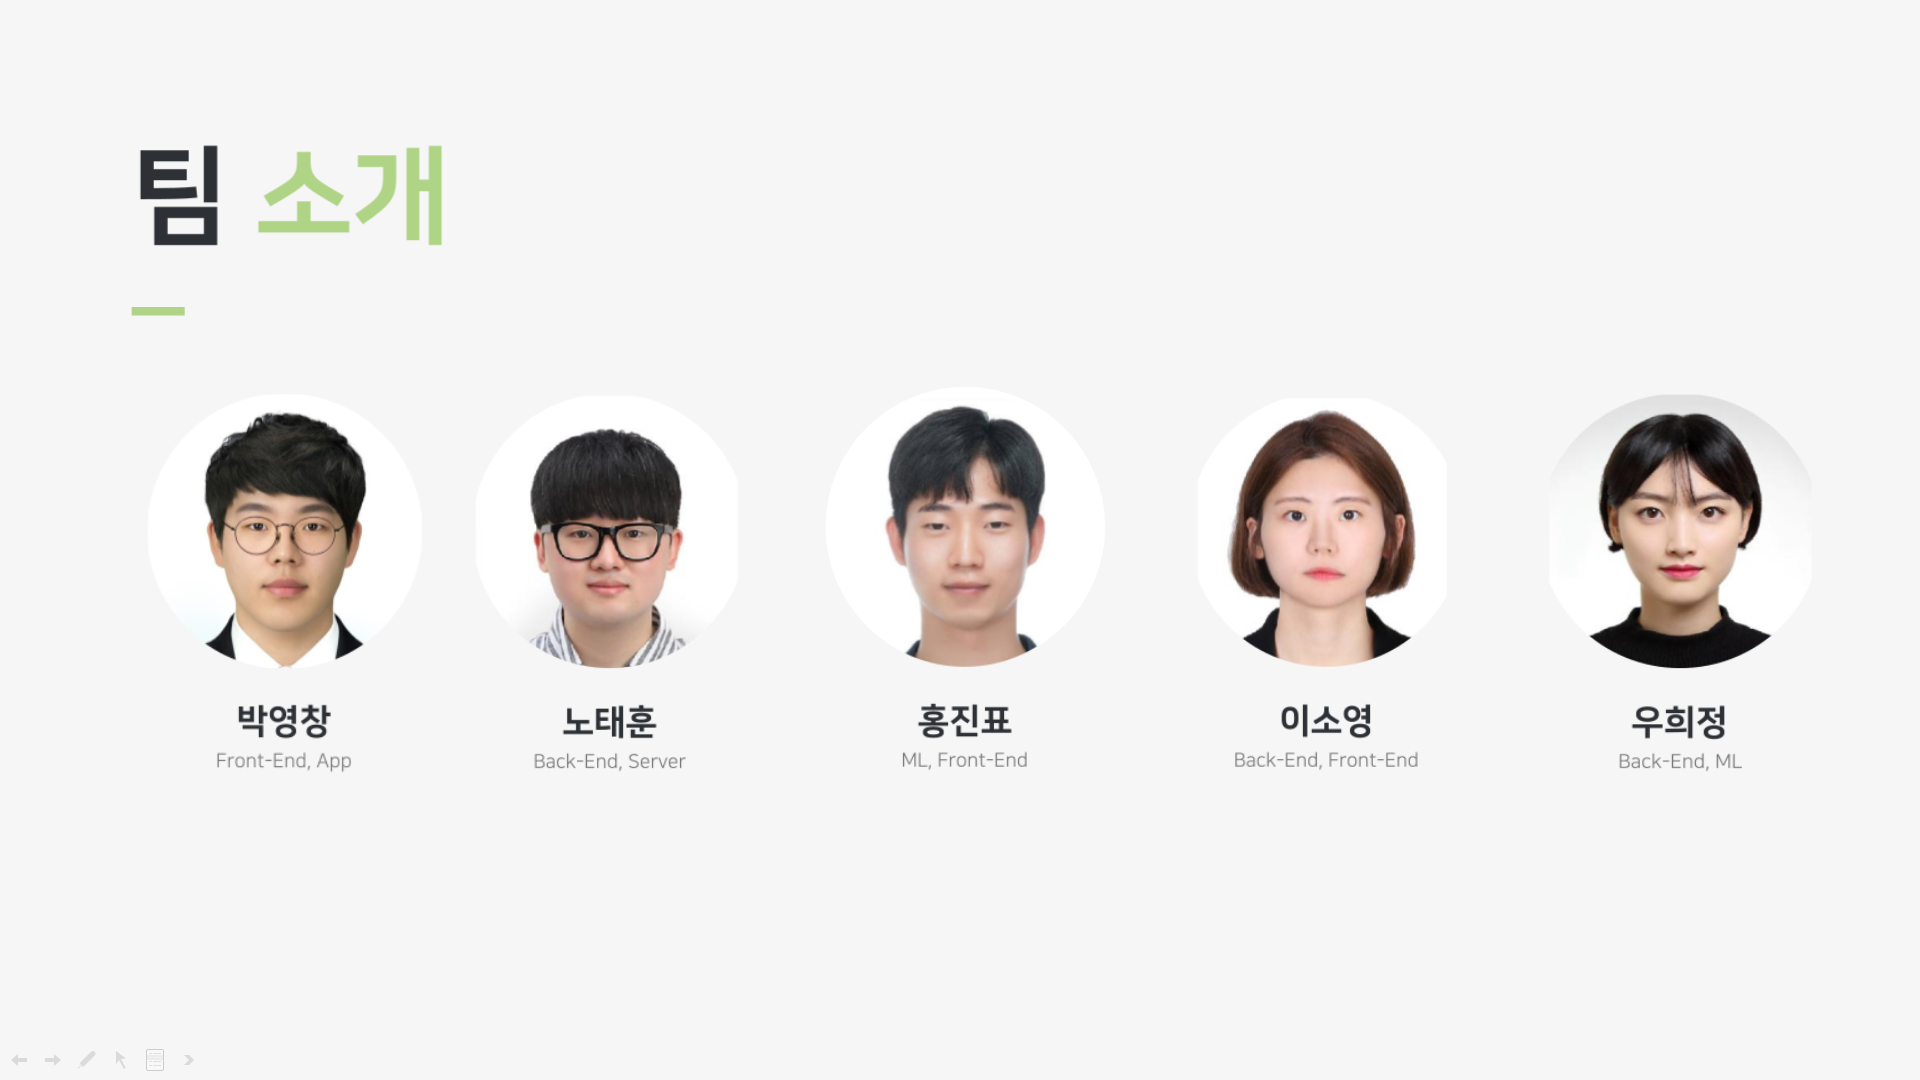 팀 소개
박영창
Front-End, App
노태훈
Back-End, Server
홍진표
ML, Front-End
이소영
Back-End, Front-End
우희정
Back-End, ML